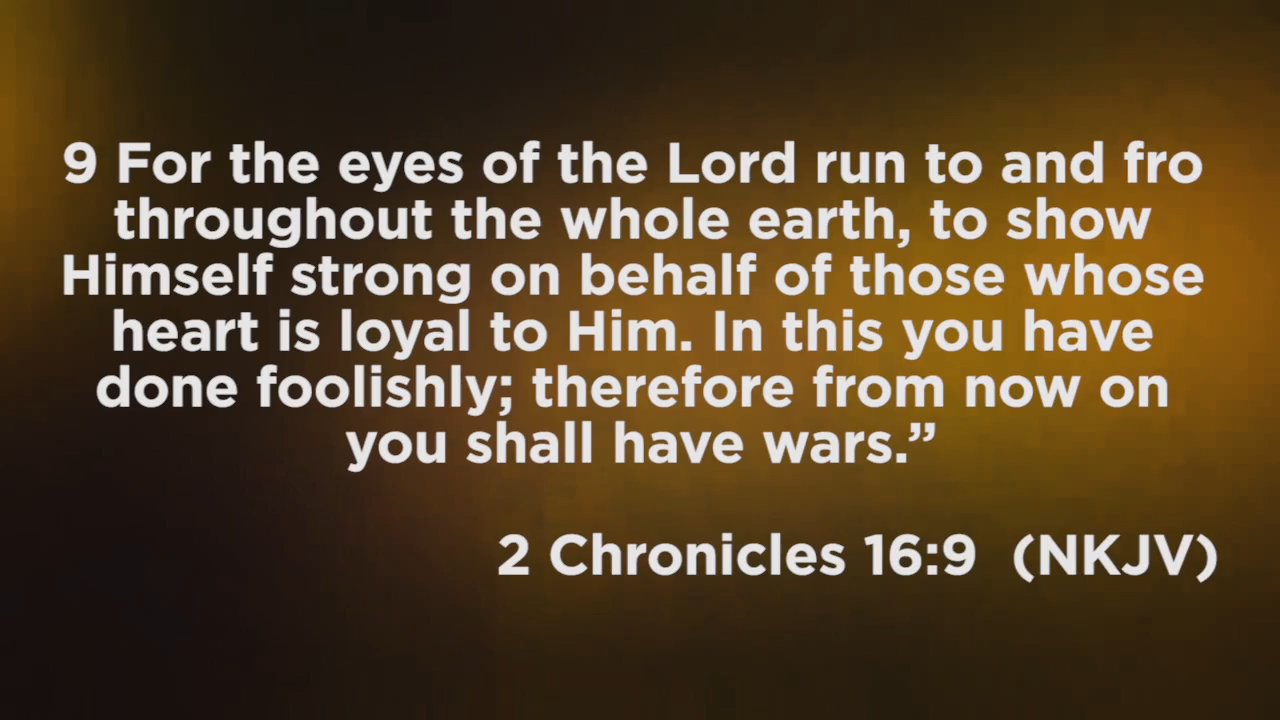 9 For the eyes of the Lord run to and fro
throughout the whole earth, to show
Himself strong on behalf of those whose
heart is loyal to Him. In this you have
done foolishly; therefore from now on
you shall have wars.”
2 Chronicles 16:9 (NKJV)